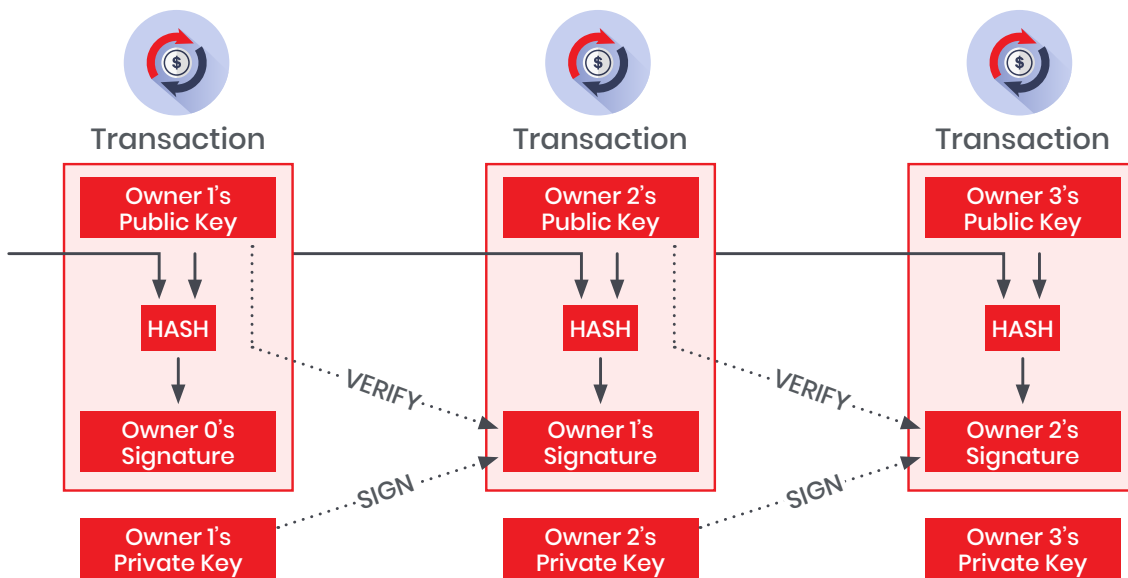 $
$
$
Transaction
Transaction
Transaction
Owner 1’s
Public Key
Owner 2’s
Public Key
Owner 3’s
Public Key
HASH
HASH
HASH
VERIFY
VERIFY
Owner 0’s
Signature
Owner 1’s
Signature
Owner 2’s
Signature
SIGN
SIGN
Owner 1’s
Private Key
Owner 2’s
Private Key
Owner 3’s
Private Key